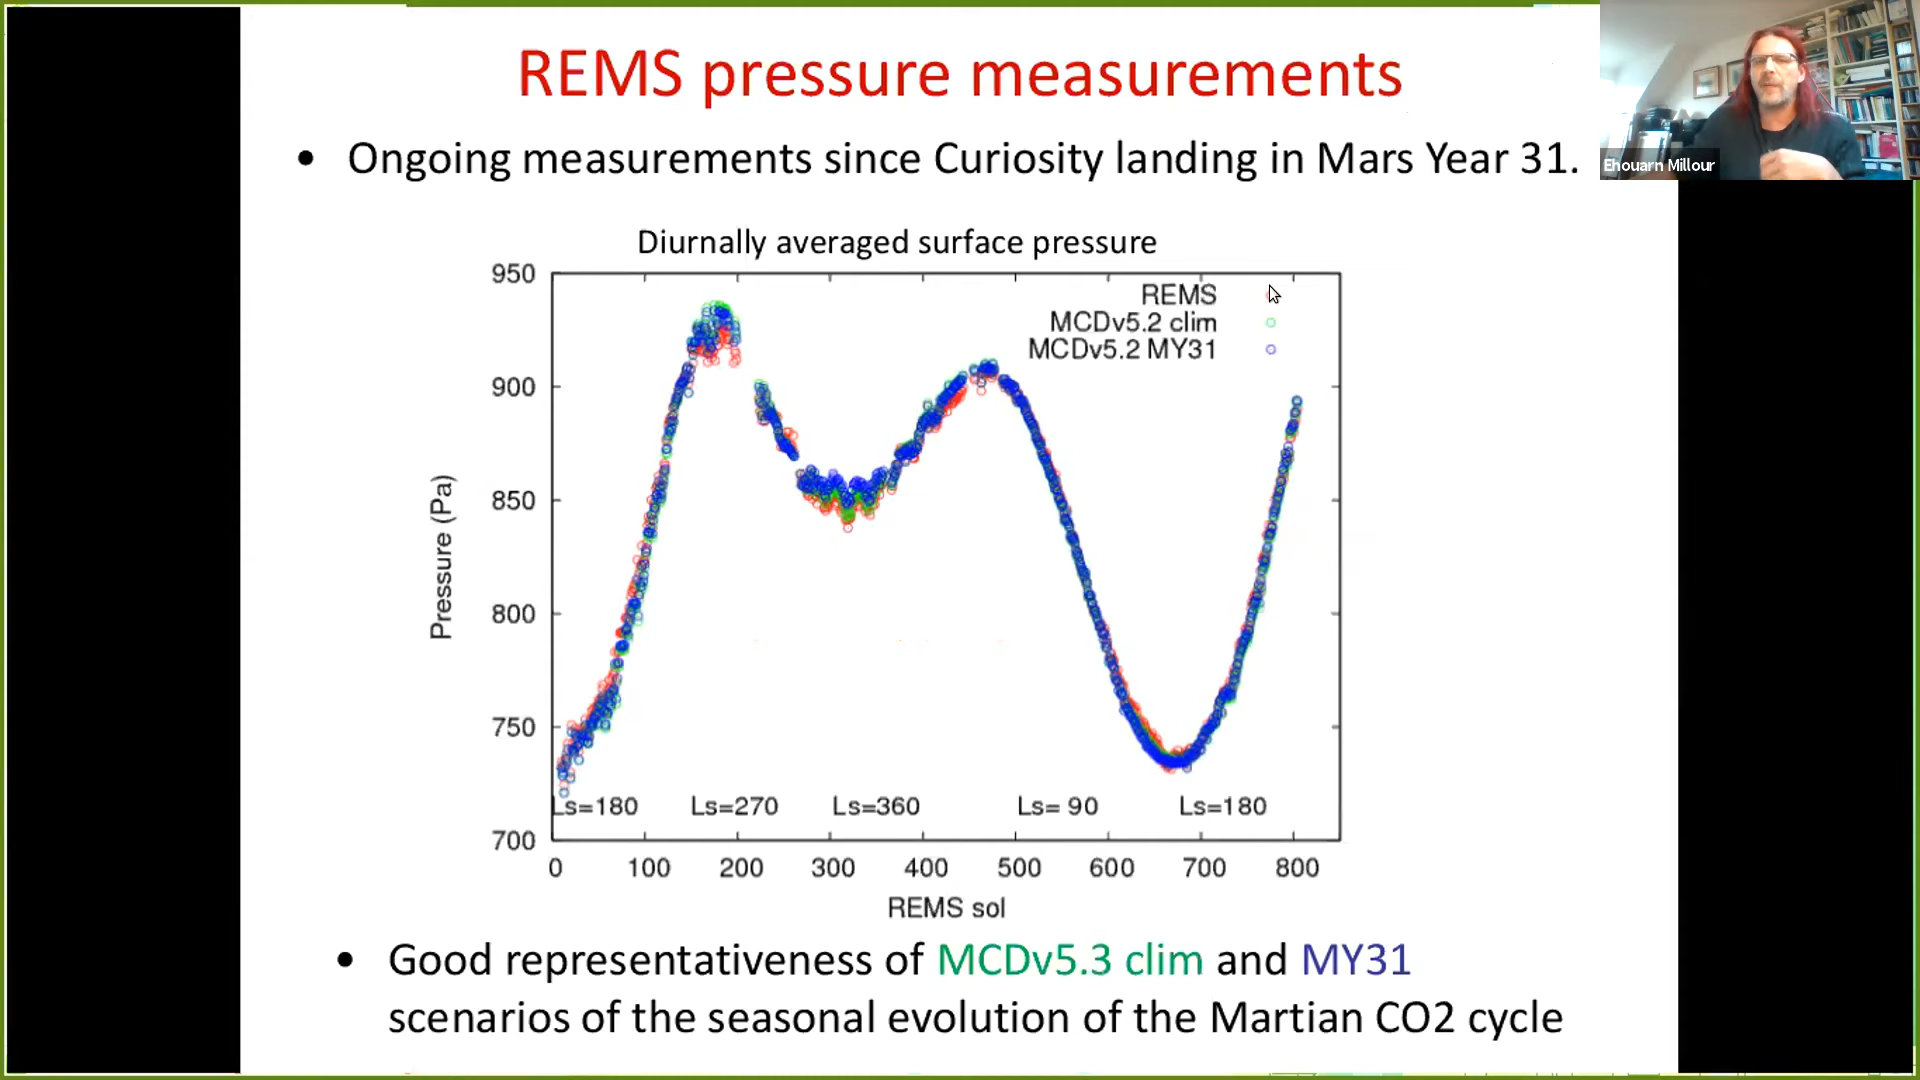 REMS pressure measurements
• Ongoing measurements since Curiosity landing in Mars Year 31.
Ehouarn Millour
Diurnally averaged surface pressure
950
900
850
800
750
700
Pressure (Pa)
REMS
MCDv5.2 clim
MCDv5.2 MY31
Ls=180 Ls=270 Ls=360 Ls= 90 Ls=180
0 100 200 300 400 500 600 700 800
REMS sol
• Good representativeness of MCDv5.3 clim and MY31
scenarios of the seasonal evolution of the Martian CO2 cycle